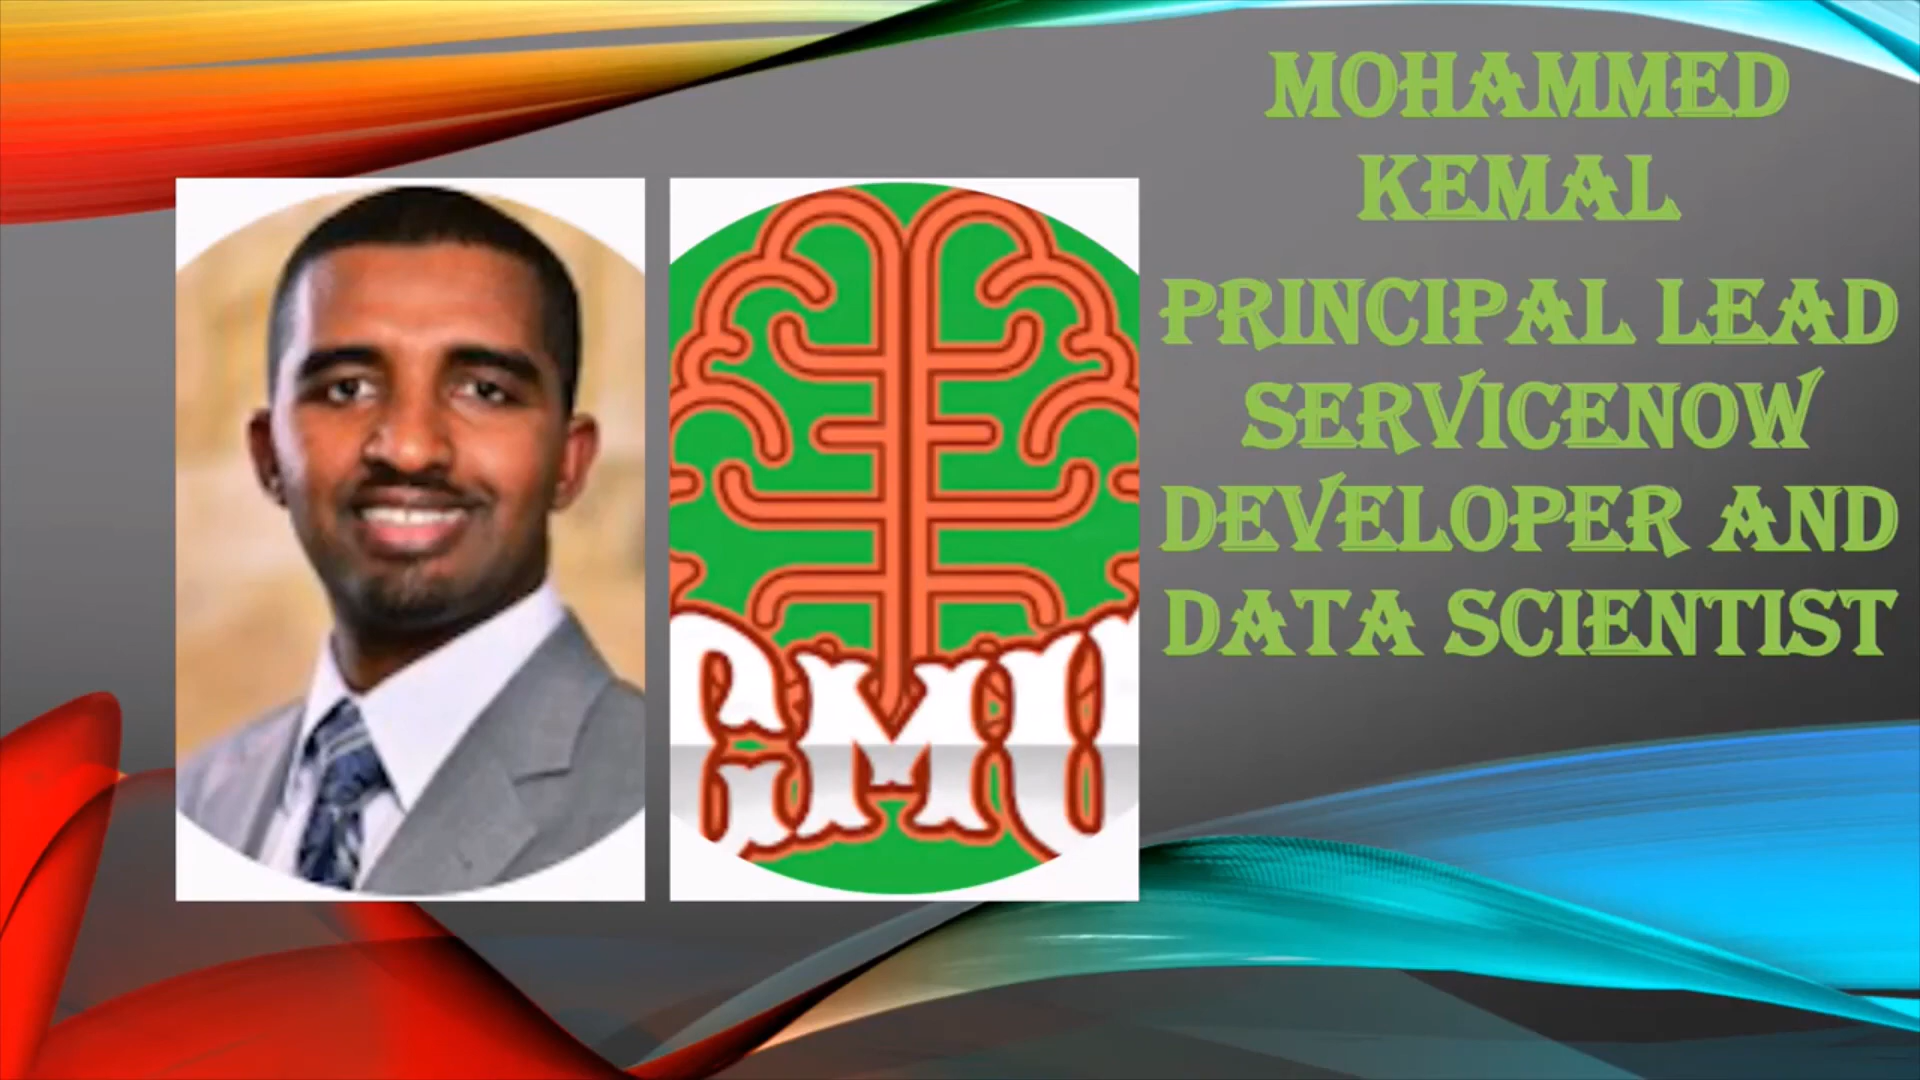 MOHAMMED
KEMAL
PRINCIPAL LEAD
SERVICENOW
DEVELOPER AND
DATA SCIENTIST